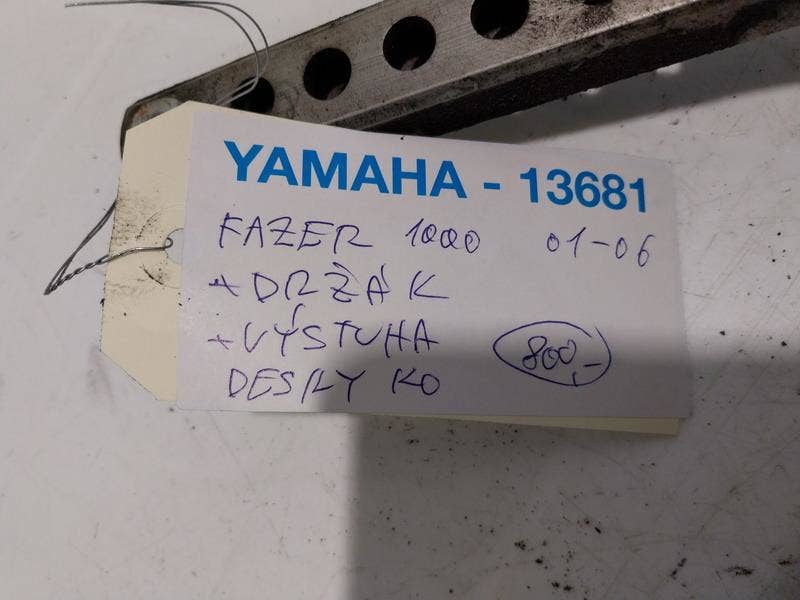 YAMAHA - 13681
FAZER 1000 01-06
+ DRŽÁK
+ VÝSTUHA
DESKY KO
800,-